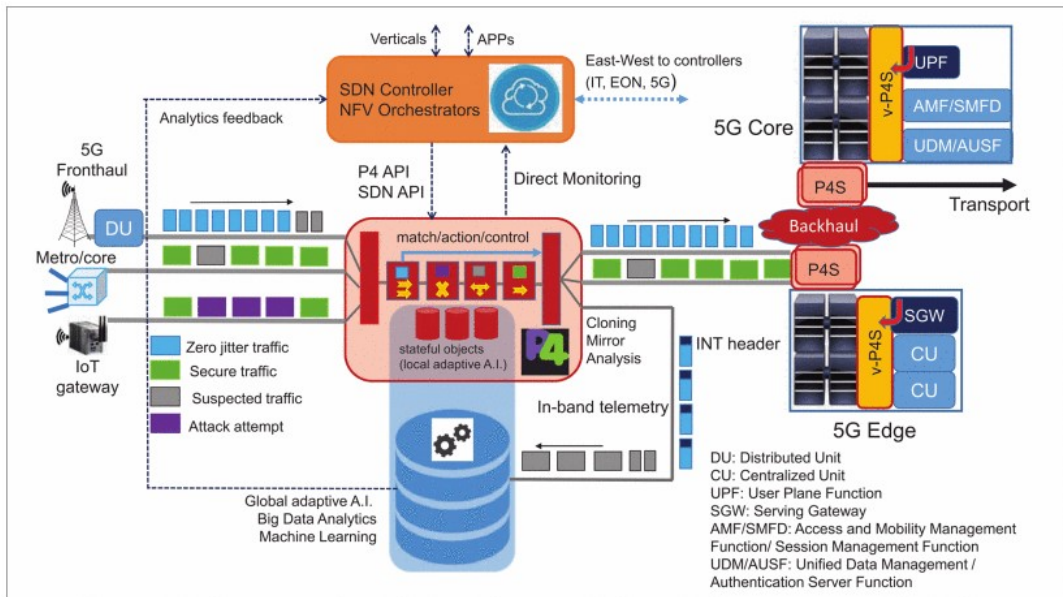 Verticals
APPs
SDN Controller
NFV Orchestrators
East-West to controllers
(IT, EON, 5G)
5G Core
v-P4S
UPF
AMF/SMFD
UDM/AUSF
Analytics feedback
5G
Fronthaul
P4 API
SDN API
Direct Monitoring
P4S
Transport
DU
match/action/control
Backhaul
Metro/core
P4S
IoT
gateway
Zero jitter traffic
Secure traffic
Suspected traffic
Attack attempt
stateful objects
(local adaptive A.I.)
P4
Cloning
Mirror
Analysis
INT header
In-band telemetry
v-P4S
SGW
CU
CU
5G Edge
Global adaptive A.I.
Big Data Analytics
Machine Learning
DU: Distributed Unit
CU: Centralized Unit
UPF: User Plane Function
SGW: Serving Gateway
AMF/SMFD: Access and Mobility Management
Function/ Session Management Function
UDM/AUSF: Unified Data Management /
Authentication Server Function